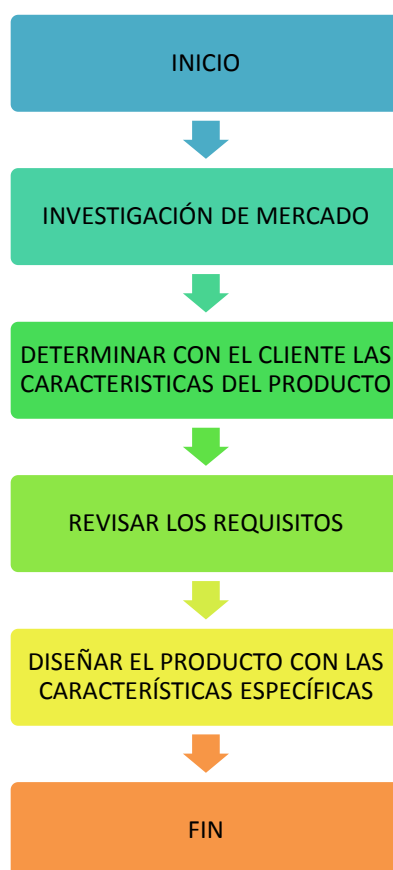 INICIO
INVESTIGACIÓN DE MERCADO
DETERMINAR CON EL CLIENTE LAS
CARACTERISTICAS DEL PRODUCTO
REVISAR LOS REQUISITOS
DISEÑAR EL PRODUCTO CON LAS
CARACTERÍSTICAS ESPECÍFICAS
FIN